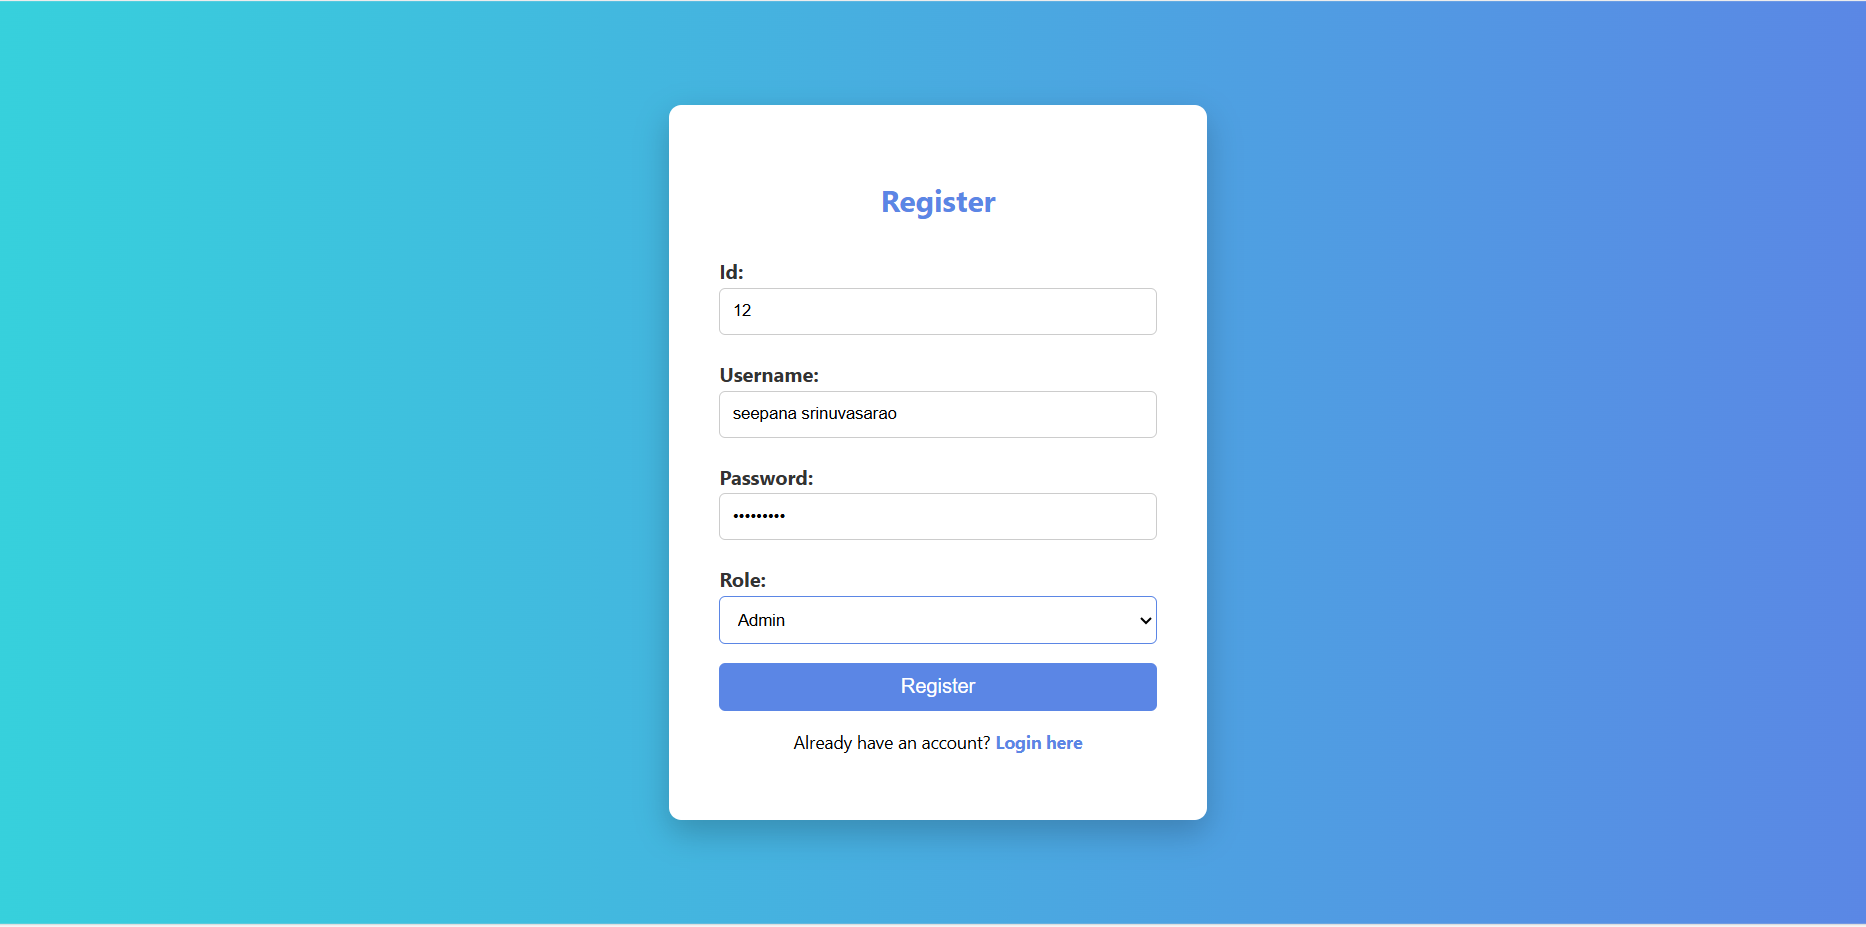 Register
Id:
12
Username:
seepana srinuvasarao
Password:
•••••••••
Role:
Admin
Register
Already have an account? Login here